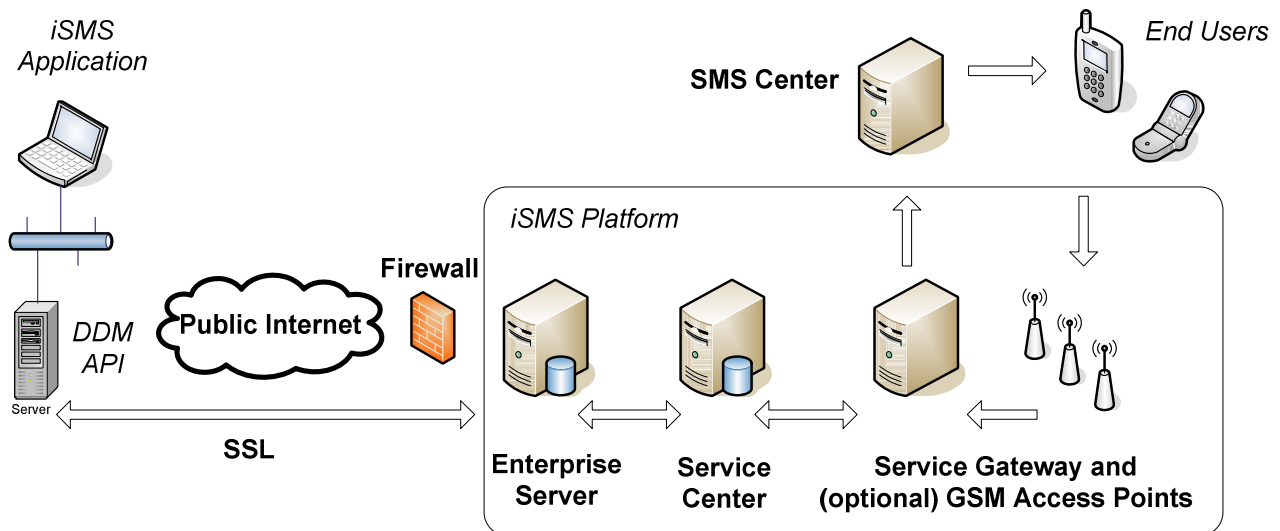 iSMS
Application
End Users
SMS Center
iSMS Platform
Firewall
Public Internet
DDM
API
Server
SSL
Enterprise
Server
Service
Center
Service Gateway and
(optional) GSM Access Points